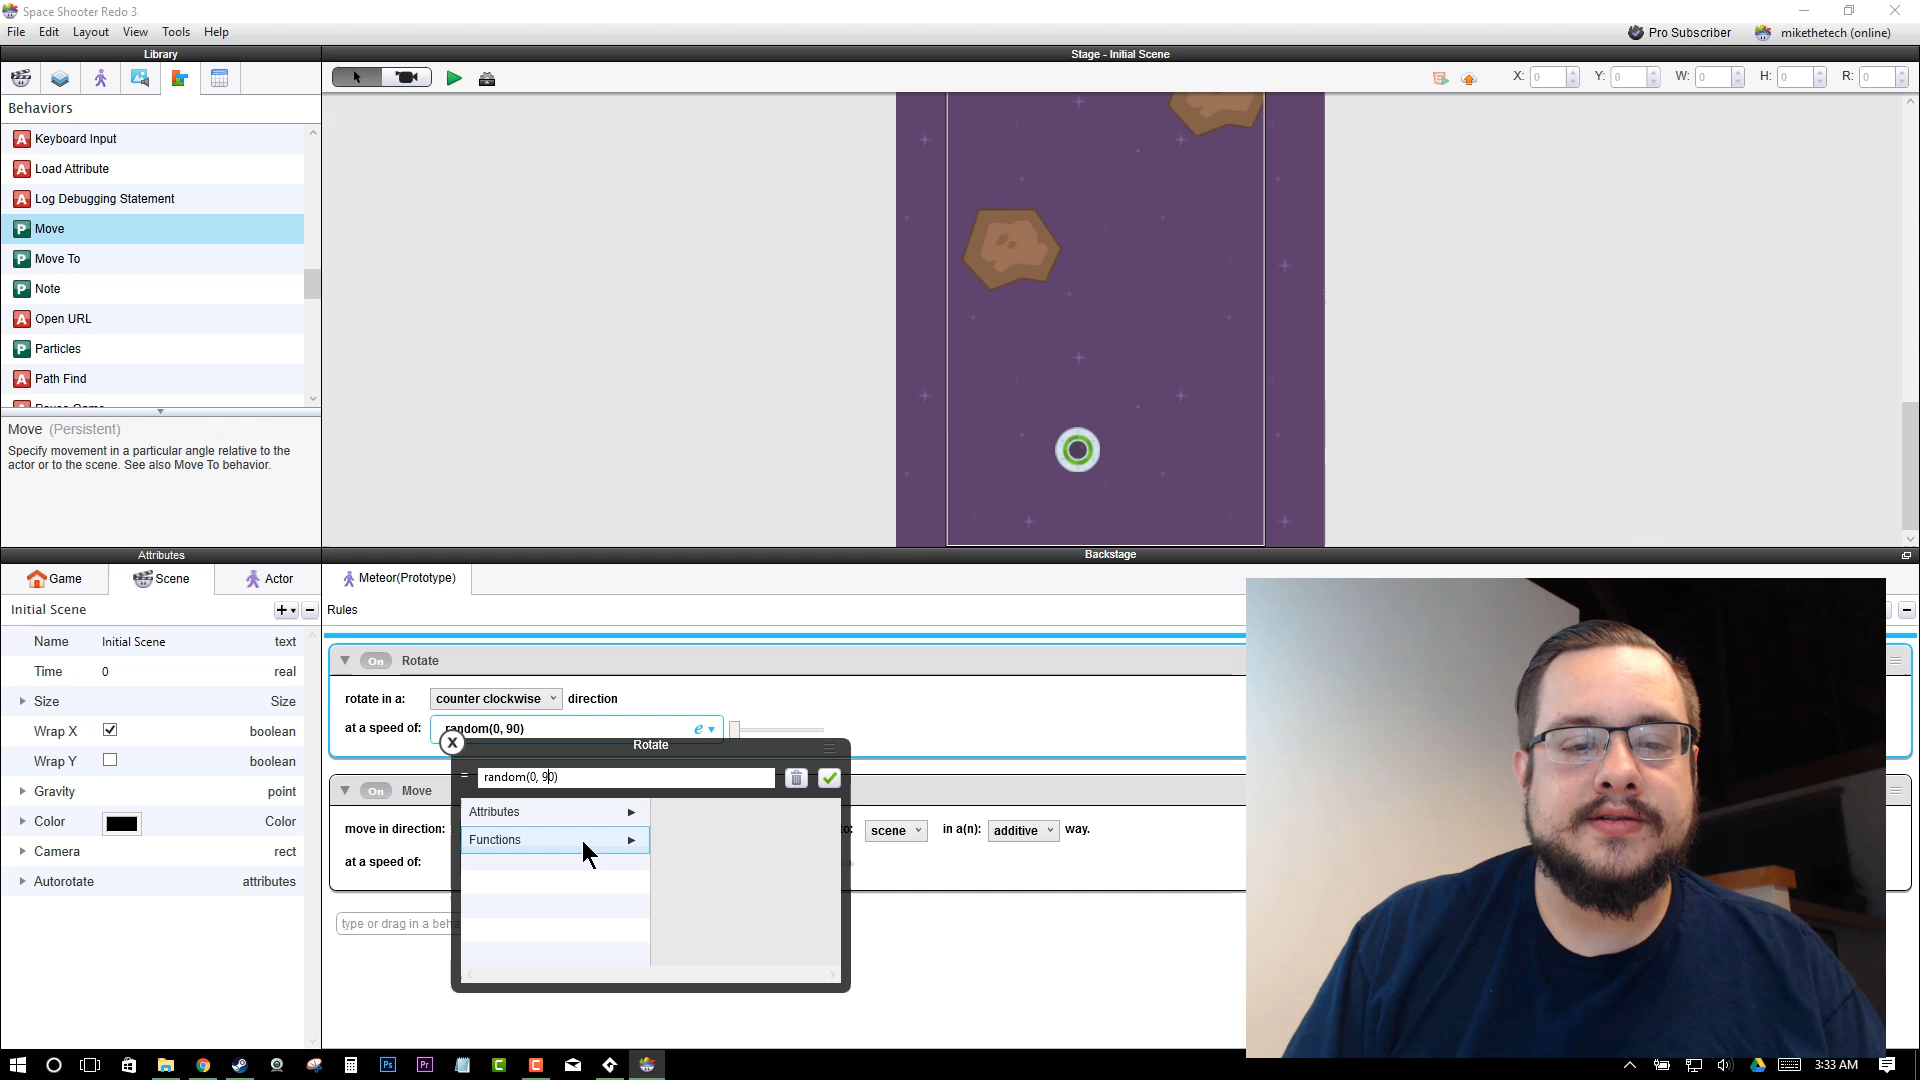 Space Shooter Redo 3
File Edit Layout View Tools Help
Pro Subscriber mikethetech (online)
Library
Stage - Initial Scene
X: 0 Y: 0 W: 0 H: 0 R: 0
Behaviors
A Keyboard Input
A Load Attribute
A Log Debugging Statement
P Move
P Move To
P Note
A Open URL
P Particles
A Path Find
Move (Persistent)
Specify movement in a particular angle relative to the
actor or to the scene. See also Move To behavior.
Attributes
Backstage
Game Scene Actor
Meteor(Prototype)
Initial Scene
Rules
Name Initial Scene text
Time 0 real
Size Size
Wrap X boolean
Wrap Y boolean
Gravity point
Color Color
Camera rect
Autorotate attributes
On Rotate
rotate in a: counter clockwise direction
at a speed of: random(0, 90) e
X Rotate
= random(0, 90)
Attributes
Functions
On Move
move in direction: to: scene in a(n): additive way.
at a speed of:
type or drag in a beha
Ps Pr C C
3:33 AM